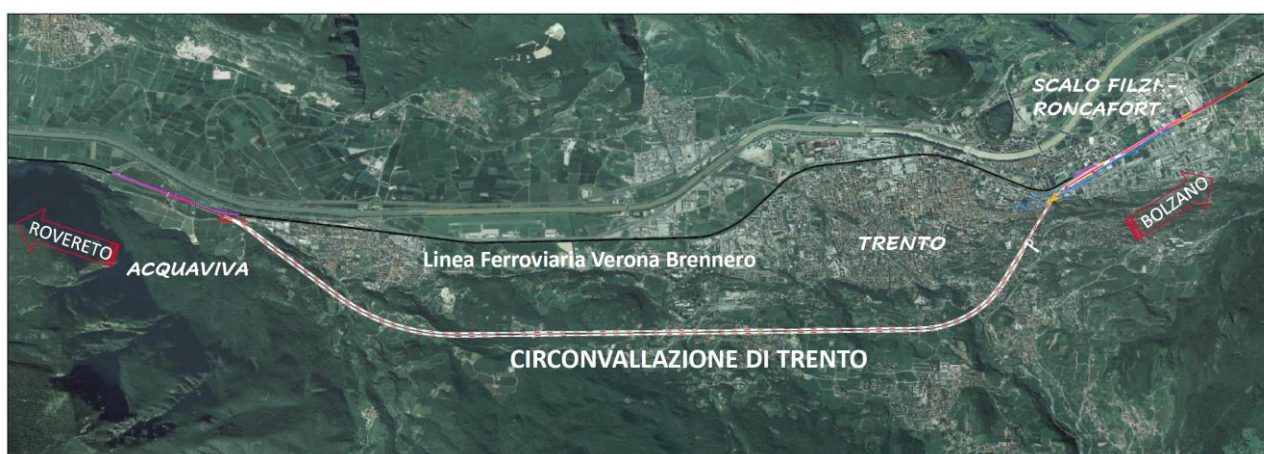 SCALO FILZI -
RONCAFORT
BOLZANO
ROVERETO
ACQUAVIVA
TRENTO
Linea Ferroviaria Verona Brennero
CIRCONVALLAZIONE DI TRENTO